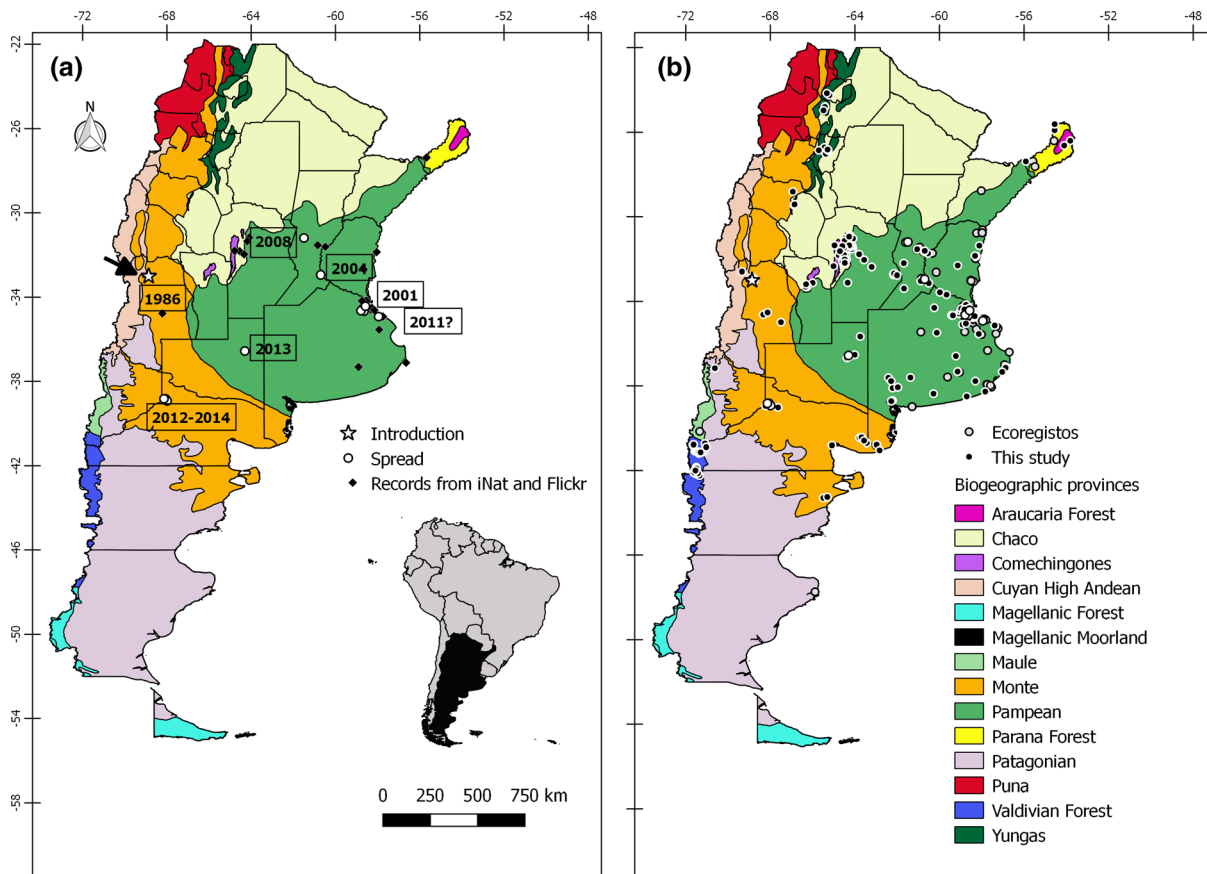 -72 -68 -64 -60 -56 -52 -48
-72 -68 -64 -60 -56 -52 -48
-22
-26
-30
-34
-38
-42
-46
-50
-54
-58
(a)
N
2008
2004
1986
2001
2011?
2013
2012-2014
Introduction
Spread
Records from iNat and Flickr
0 250 500 750 km
(b)
Ecoregistos
This study
Biogeographic provinces
Araucaria Forest
Chaco
Comechingones
Cuyan High Andean
Magellanic Forest
Magellanic Moorland
Maule
Monte
Pampean
Parana Forest
Patagonian
Puna
Valdivian Forest
Yungas